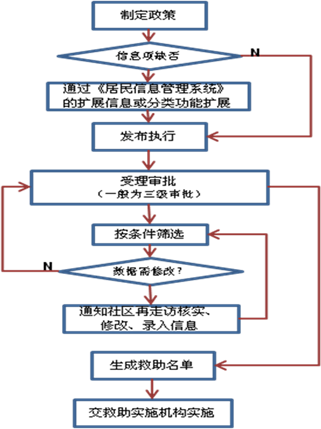 制定政策
信息项缺否
N
通过《居民信息管理系统》
的扩展信息或分类功能扩展
发布执行
受理审批
（一般为三级审批）
按条件筛选
N
数据需修改？
通知社区再走访核实、
修改、录入信息
生成救助名单
交救助实施机构实施